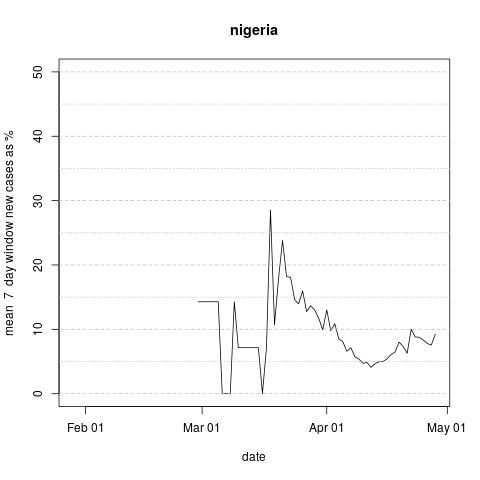 nigeria
mean  7  day window new cases as %
50
40
30
20
10
0
Feb 01
Mar 01
Apr 01
May 01
date